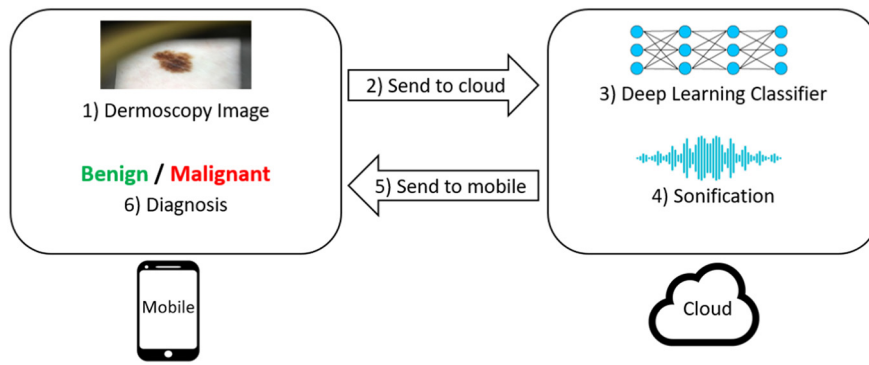 1) Dermoscopy Image
2) Send to cloud
3) Deep Learning Classifier
4) Sonification
5) Send to mobile
Benign / Malignant
6) Diagnosis
Mobile
Cloud